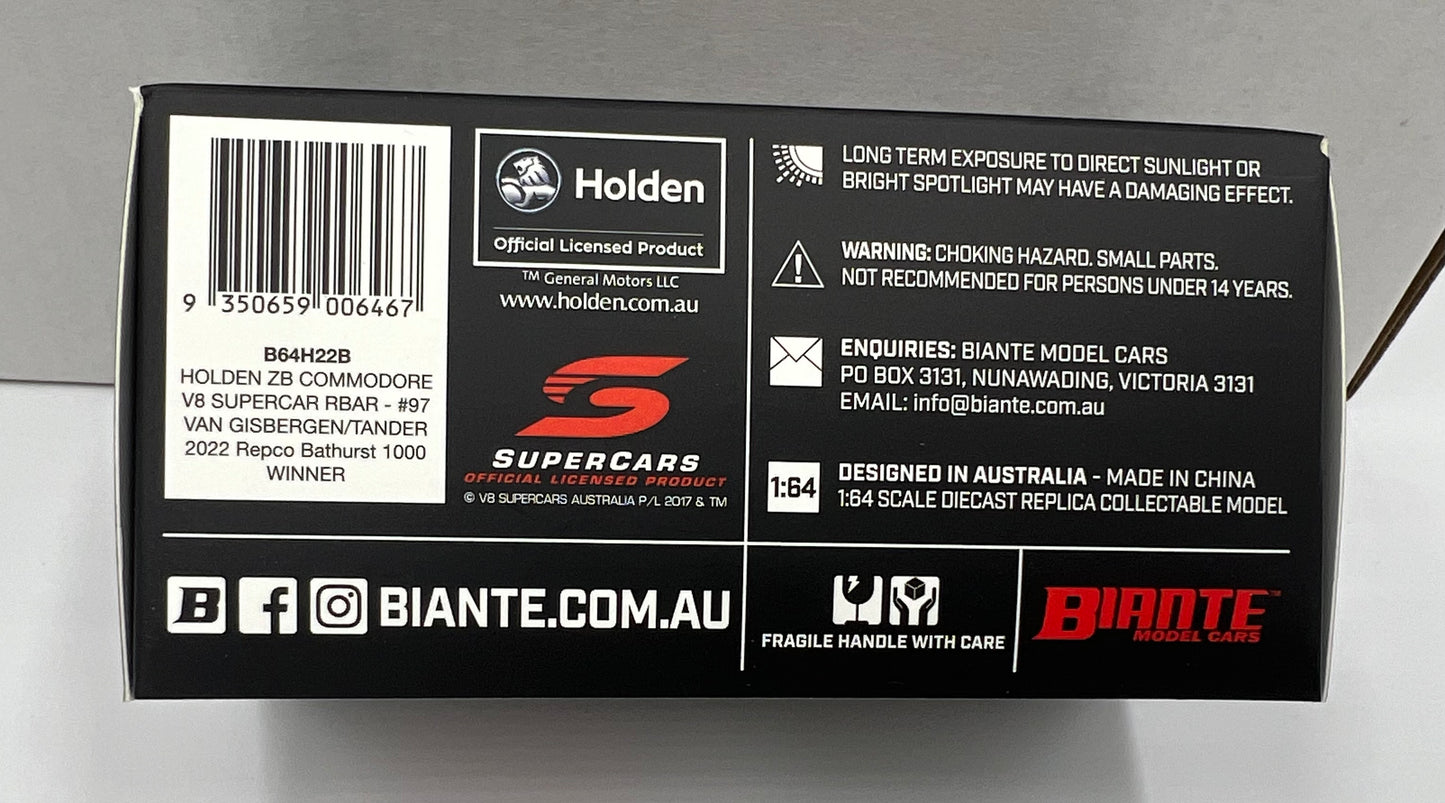 9 350659 006467
B64H22B
HOLDEN ZB COMMODORE
V8 SUPERCAR RBAR - #97
VAN GISBERGEN/TANDER
2022 Repco Bathurst 1000
WINNER
Holden
Official Licensed Product
TM General Motors LLC
www.holden.com.au
SUPERCARS
OFFICIAL LICENSED PRODUCT
© V8 SUPERCARS AUSTRALIA P/L 2017 & TM
LONG TERM EXPOSURE TO DIRECT SUNLIGHT OR
BRIGHT SPOTLIGHT MAY HAVE A DAMAGING EFFECT.
WARNING: CHOKING HAZARD. SMALL PARTS.
NOT RECOMMENDED FOR PERSONS UNDER 14 YEARS.
ENQUIRIES: BIANTE MODEL CARS
PO BOX 3131, NUNAWADING, VICTORIA 3131
EMAIL: info@biante.com.au
1:64
DESIGNED IN AUSTRALIA - MADE IN CHINA
1:64 SCALE DIECAST REPLICA COLLECTABLE MODEL
B f BIANTE.COM.AU
FRAGILE HANDLE WITH CARE
BIANTE™
MODEL CARS